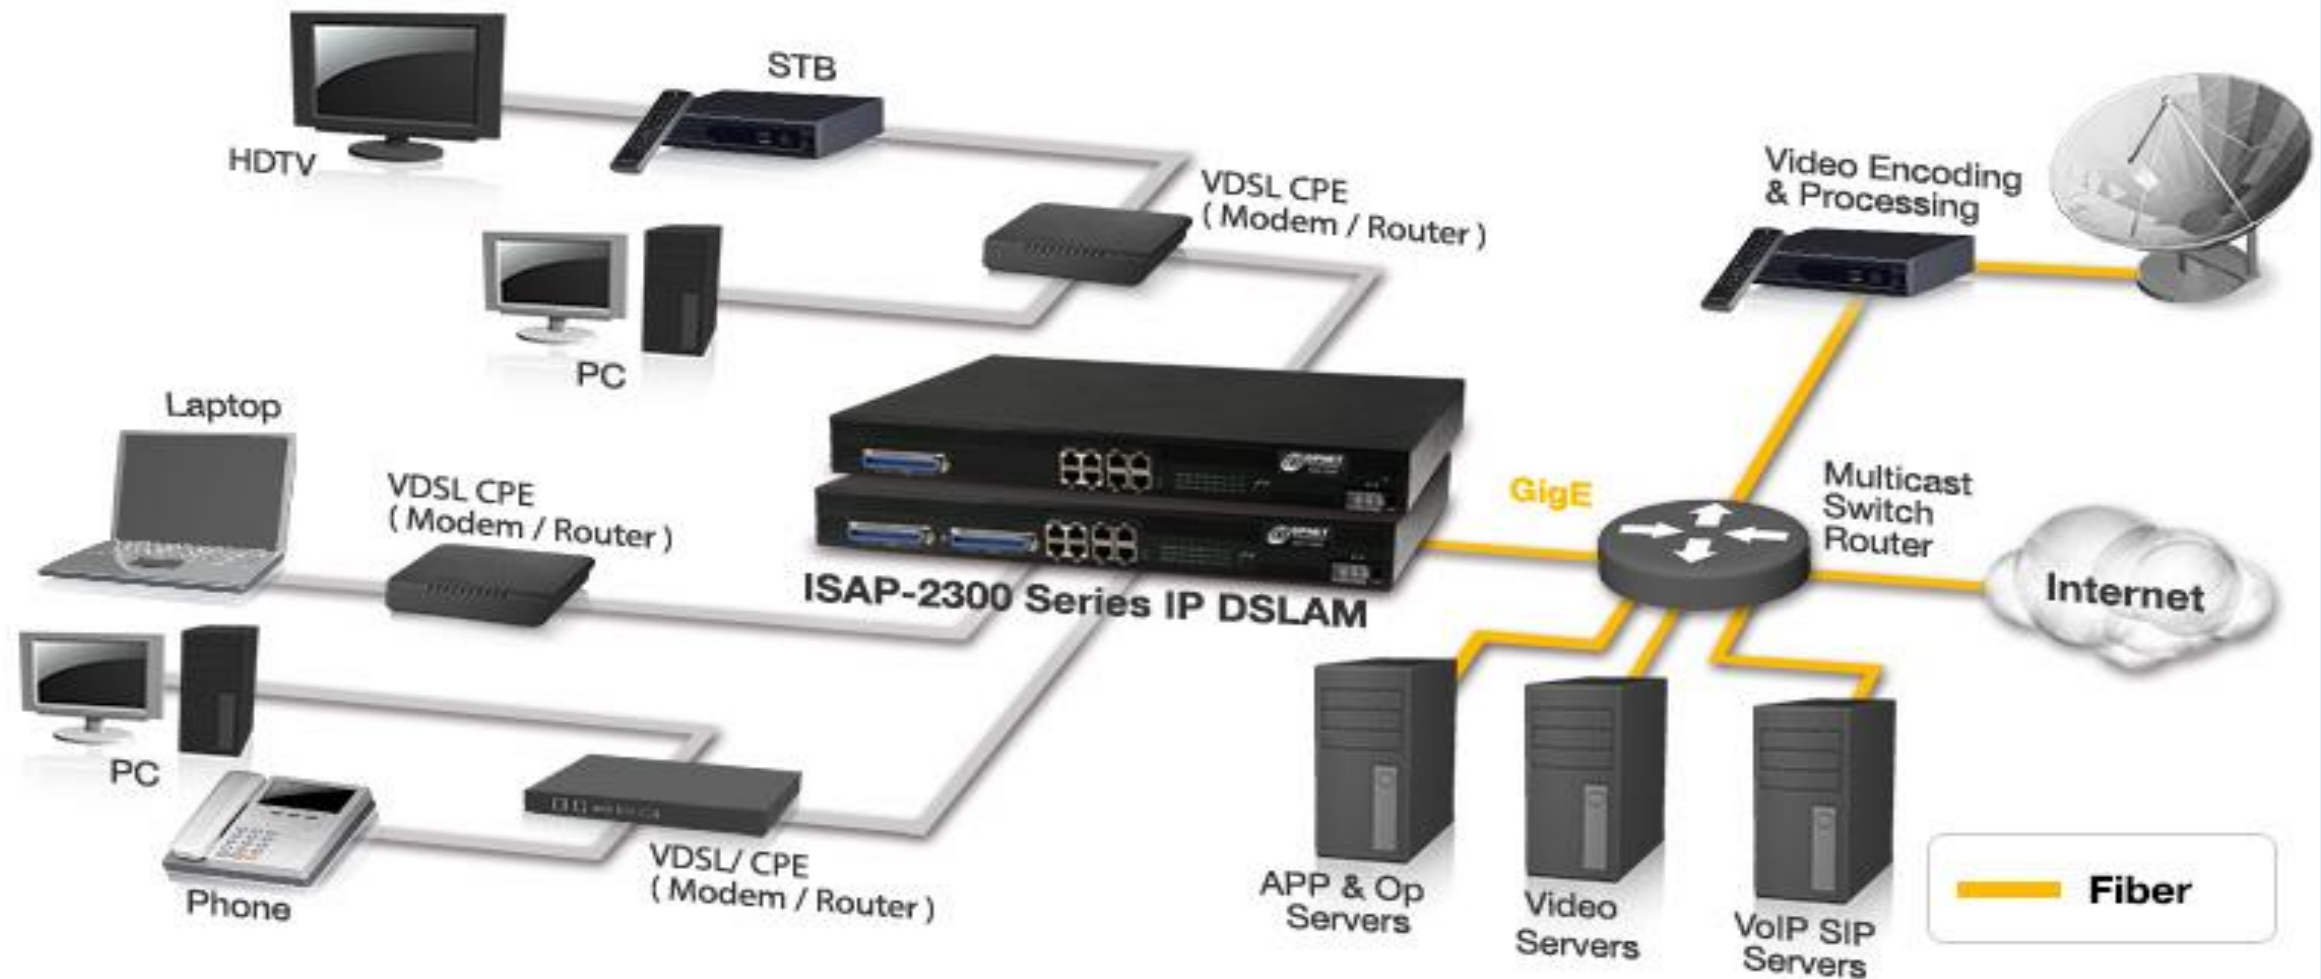 STB
HDTV
VDSL CPE
( Modem / Router )
Video Encoding
& Processing
PC
Laptop
VDSL CPE
( Modem / Router )
GigE
Multicast
Switch
Router
Internet
ISAP-2300 Series IP DSLAM
PC
Phone
VDSL/ CPE
( Modem / Router )
APP & Op
Servers
Video
Servers
VoIP SIP
Servers
Fiber